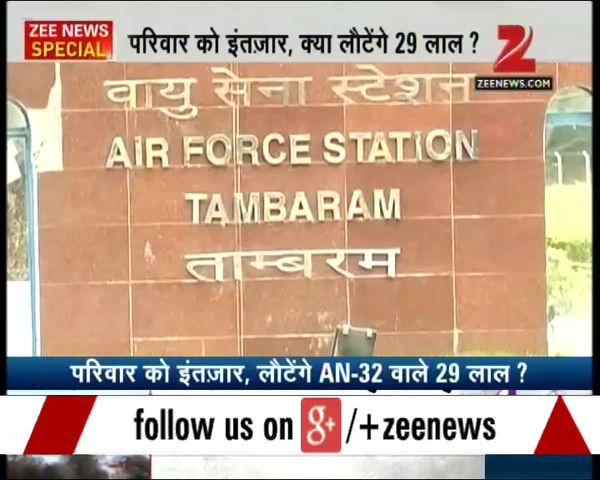 ZEE NEWS
SPECIAL
परिवार को इंतज़ार, क्या लौटेंगे 29 लाल ?
ZEENEWS.COM
वायु सेना स्टेशन
AIR FORCE STATION
TAMBARAM
ताम्बरम
परिवार को इंतज़ार, लौटेंगे AN-32 वाले 29 लाल ?
follow us on g+/+zeenews